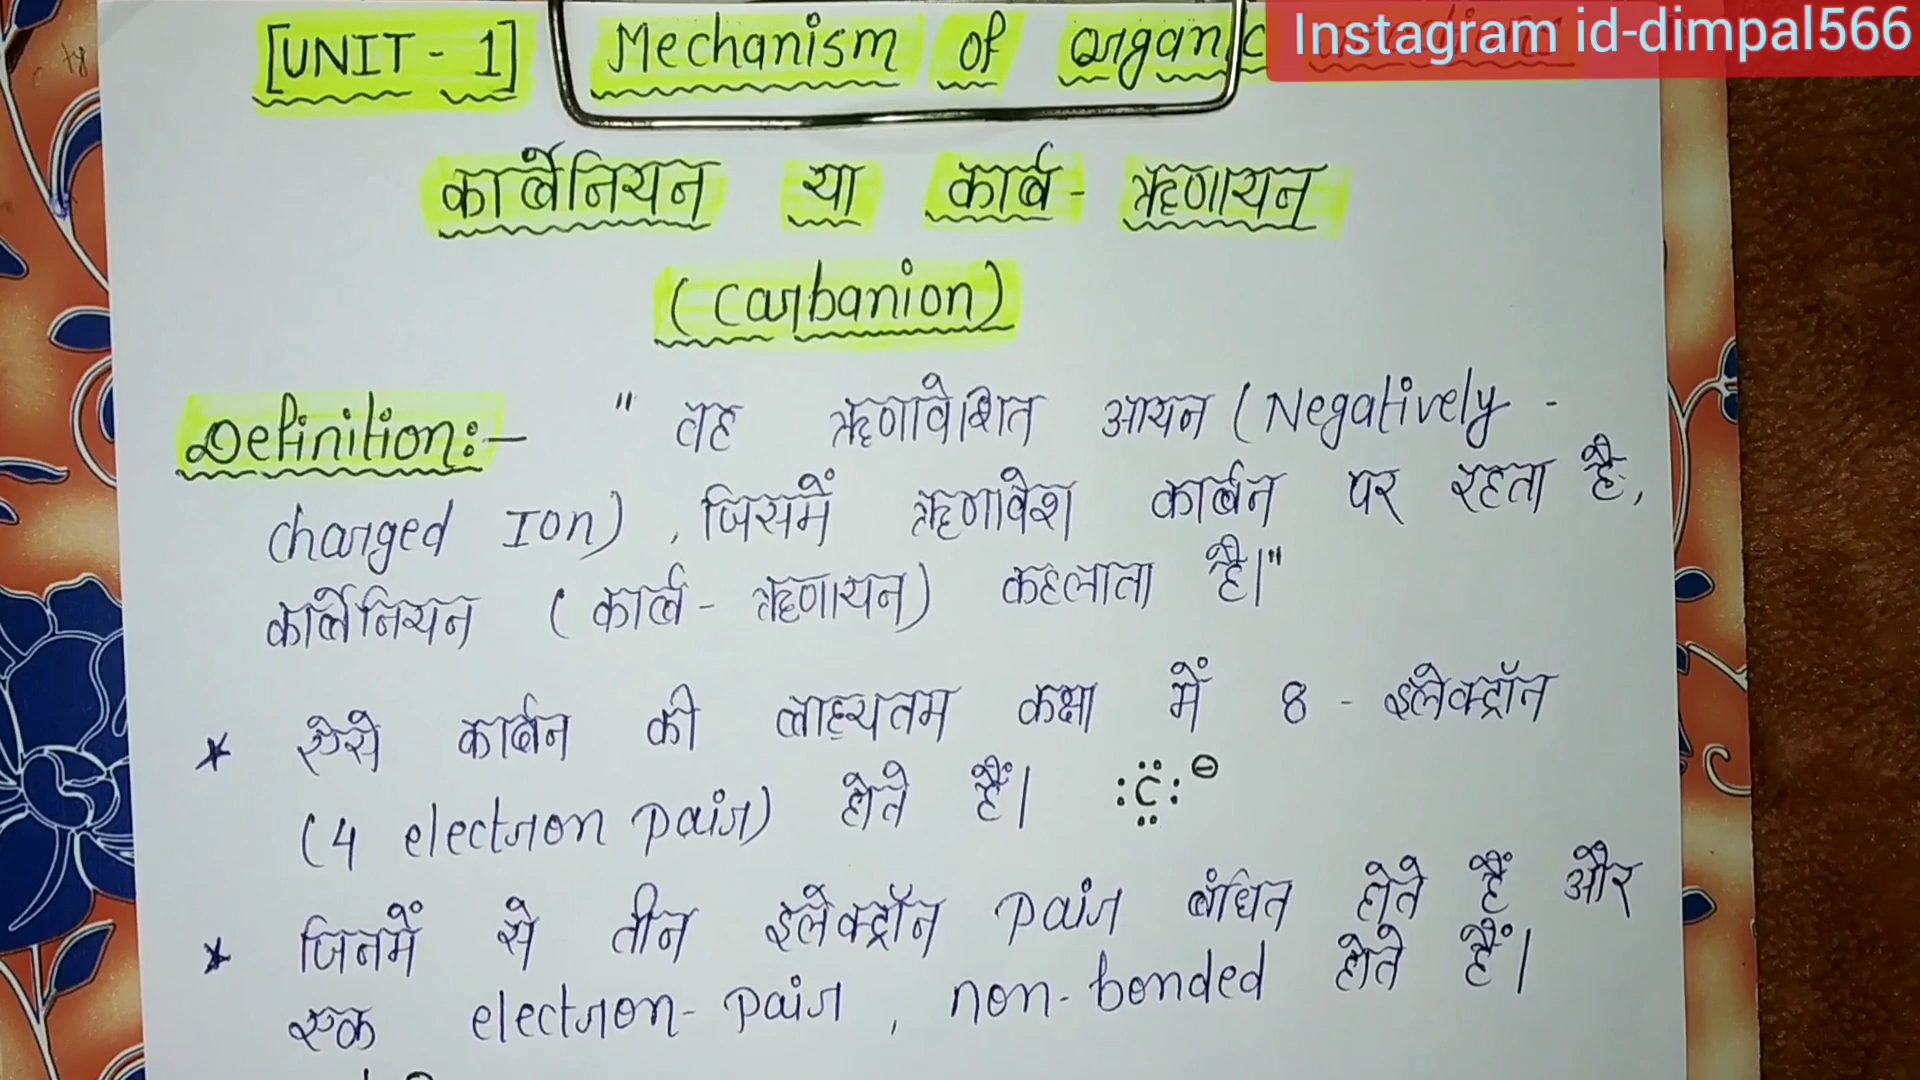 [UNIT - 1] Mechanism of organic
Instagram id-dimpal566
कार्बेनियन या कार्ब - ऋणायन
(Carbanion)
Definition:- " वह ऋणावेशित आयन (Negatively -
charged Ion) , जिसमें ऋणावेश कार्बन पर रहता है,
कार्बेनियन ( कार्ब - ऋणायन) कहलाता है।"
* ऐसे कार्बन की बाह्यतम कक्षा में 8 - इलेक्ट्रॉन
(4 electron pair) होते हैं। :C̤̈:⊖
* जिनमें से तीन इलेक्ट्रॉन pair बंधित होते हैं और
एक electron- pair , non-bonded होते हैं।